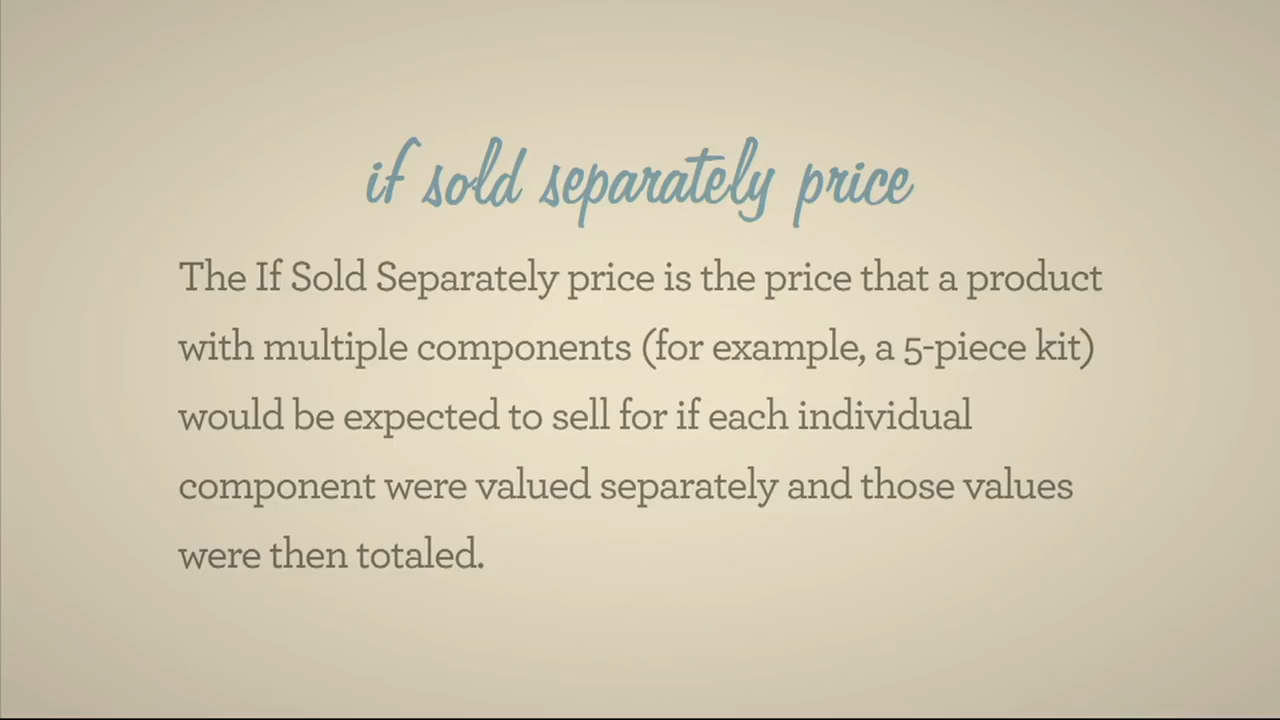 if sold separately price
The If Sold Separately price is the price that a product
with multiple components (for example, a 5-piece kit)
would be expected to sell for if each individual
component were valued separately and those values
were then totaled.